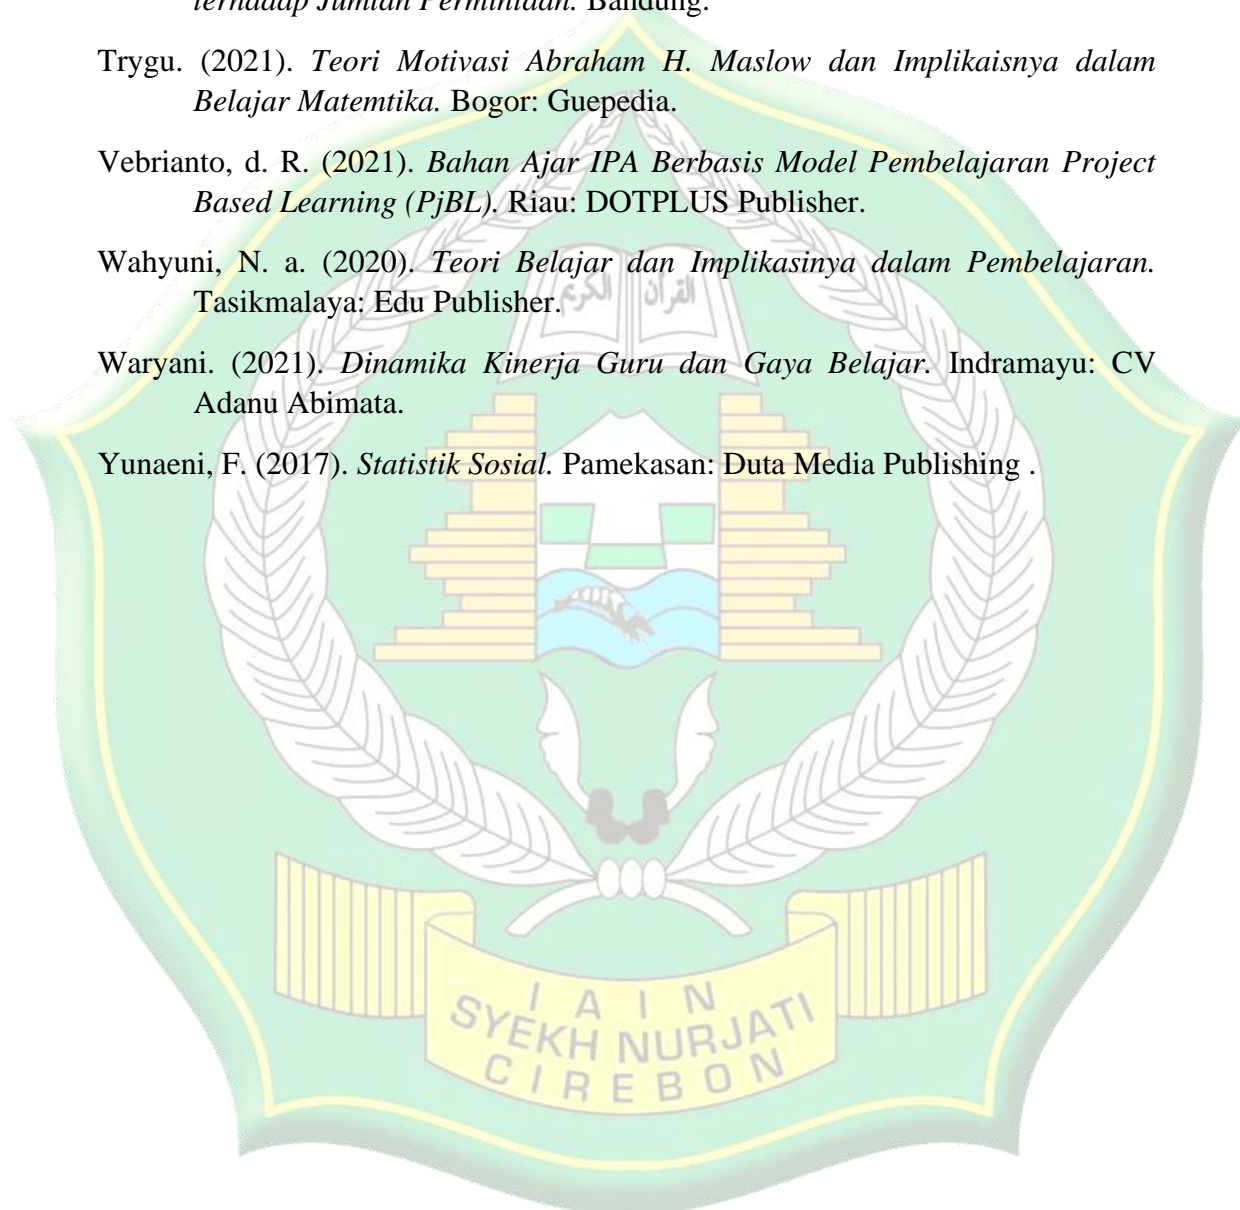 terhadap Jumlah Permintaan. Bandung.
Trygu. (2021). Teori Motivasi Abraham H. Maslow dan Implikaisnya dalam
Belajar Matemtika. Bogor: Guepedia.
Vebrianto, d. R. (2021). Bahan Ajar IPA Berbasis Model Pembelajaran Project
Based Learning (PjBL). Riau: DOTPLUS Publisher.
Wahyuni, N. a. (2020). Teori Belajar dan Implikasinya dalam Pembelajaran.
Tasikmalaya: Edu Publisher.
Waryani. (2021). Dinamika Kinerja Guru dan Gaya Belajar. Indramayu: CV
Adanu Abimata.
Yunaeni, F. (2017). Statistik Sosial. Pamekasan: Duta Media Publishing .
القرآن الكريم
IAIN
SYEKH NURJATI
CIREBON